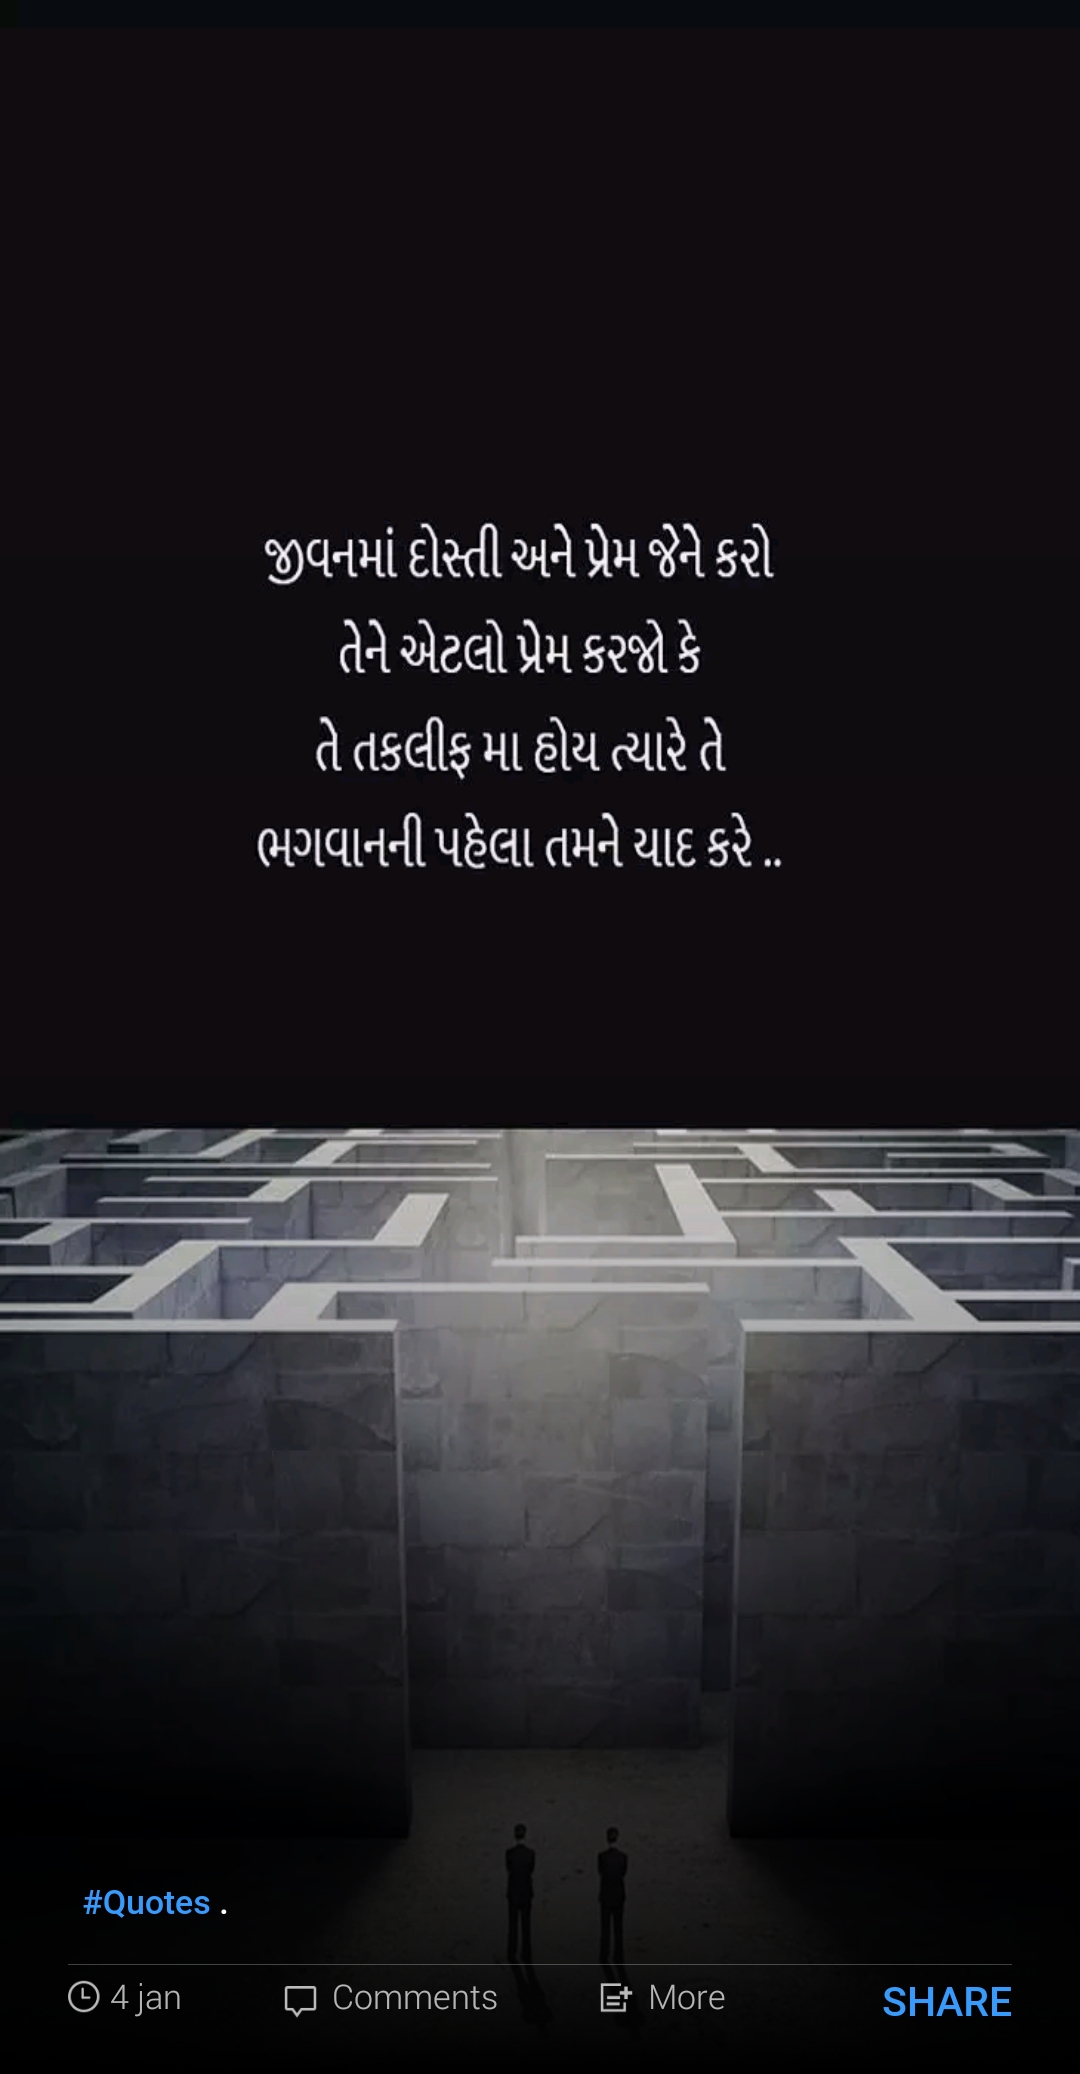 જીવનમાં દોસ્તી અને પ્રેમ જેને કરો
તેને એટલો પ્રેમ કરજો કે
તે તકલીફ મા હોય ત્યારે તે
ભગવાનની પહેલા તમને યાદ કરે ..
#Quotes .
4 jan
Comments
More
SHARE